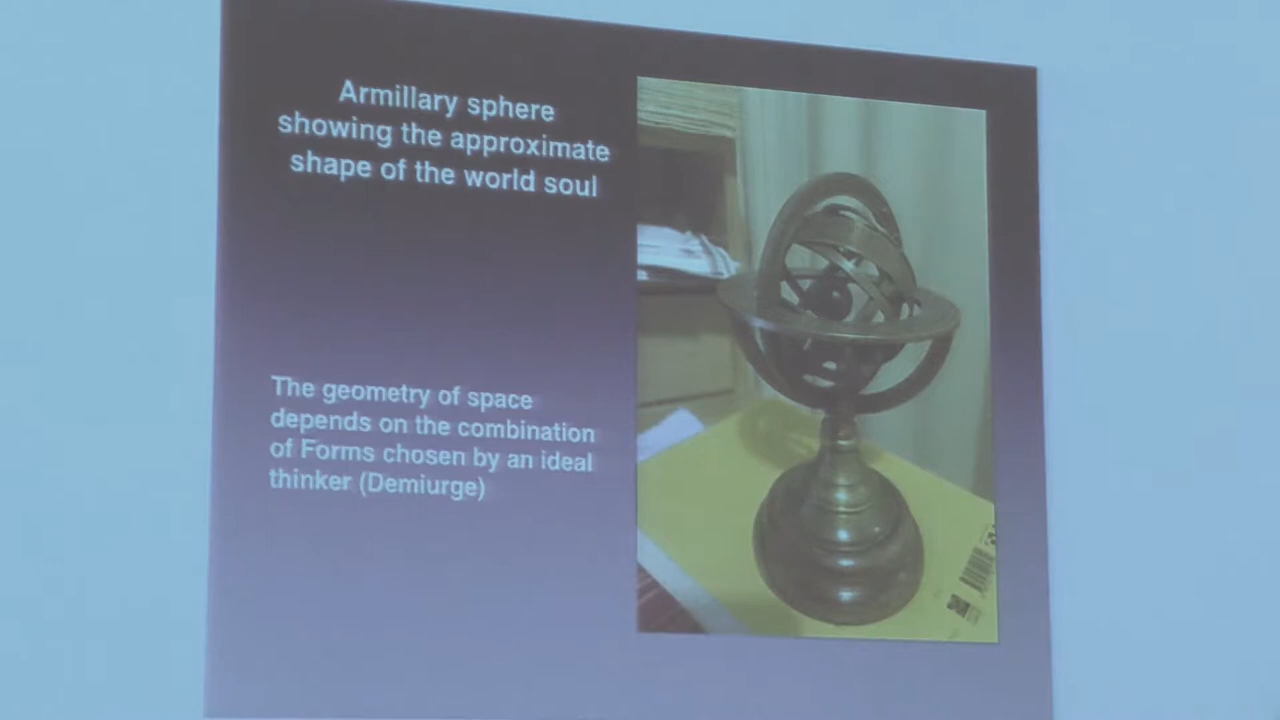 Armillary sphere
showing the approximate
shape of the world soul
The geometry of space
depends on the combination
of Forms chosen by an ideal
thinker (Demiurge)